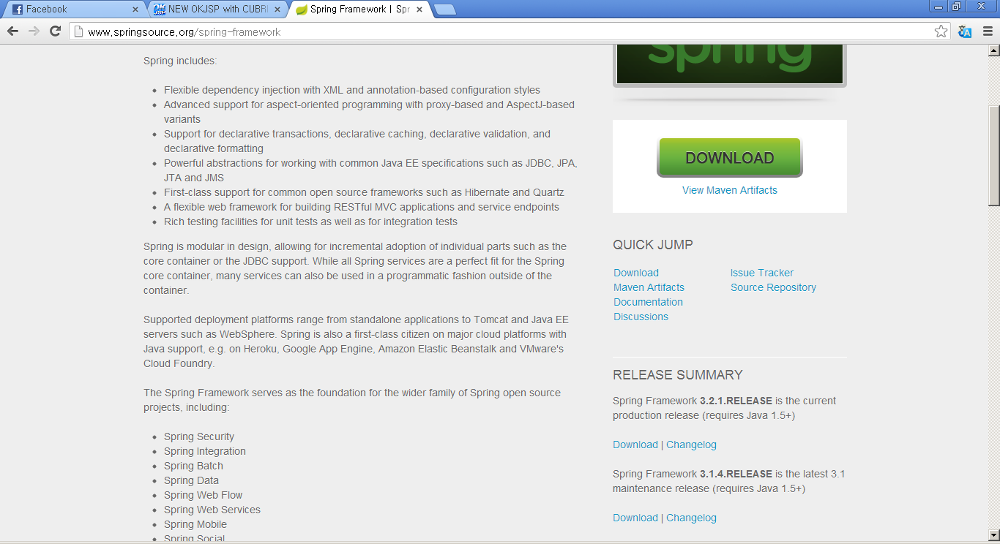 Facebook
NEW OKJSP with CUBRI
Spring Framework | Spr
www.springsource.org/spring-framework
Spring includes:
Flexible dependency injection with XML and annotation-based configuration styles
Advanced support for aspect-oriented programming with proxy-based and AspectJ-based
variants
Support for declarative transactions, declarative caching, declarative validation, and
declarative formatting
Powerful abstractions for working with common Java EE specifications such as JDBC, JPA,
JTA and JMS
First-class support for common open source frameworks such as Hibernate and Quartz
A flexible web framework for building RESTful MVC applications and service endpoints
Rich testing facilities for unit tests as well as for integration tests
Spring is modular in design, allowing for incremental adoption of individual parts such as the
core container or the JDBC support. While all Spring services are a perfect fit for the Spring
core container, many services can also be used in a programmatic fashion outside of the
container.
Supported deployment platforms range from standalone applications to Tomcat and Java EE
servers such as WebSphere. Spring is also a first-class citizen on major cloud platforms with
Java support, e.g. on Heroku, Google App Engine, Amazon Elastic Beanstalk and VMware's
Cloud Foundry.
The Spring Framework serves as the foundation for the wider family of Spring open source
projects, including:
Spring Security
Spring Integration
Spring Batch
Spring Data
Spring Web Flow
Spring Web Services
Spring Mobile
Spring Social
spring
DOWNLOAD
View Maven Artifacts
QUICK JUMP
Download
Maven Artifacts
Documentation
Discussions
Issue Tracker
Source Repository
RELEASE SUMMARY
Spring Framework 3.2.1.RELEASE is the current
production release (requires Java 1.5+)
Download | Changelog
Spring Framework 3.1.4.RELEASE is the latest 3.1
maintenance release (requires Java 1.5+)
Download | Changelog